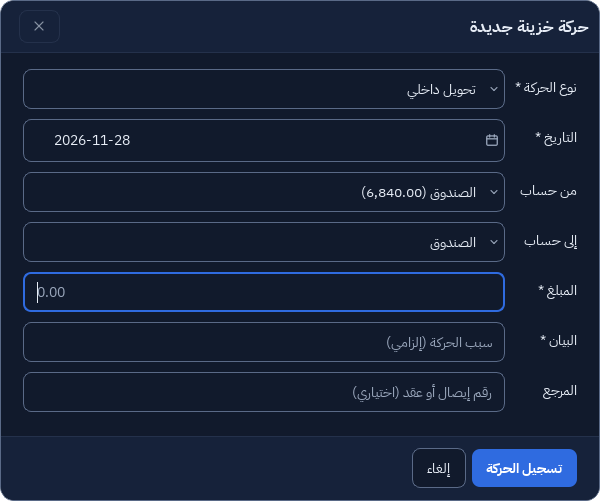 حركة خزينة جديدة
نوع الحركة *
تحويل داخلي
التاريخ *
2026-11-28
من حساب
الصندوق (6,840.00)
إلى حساب
الصندوق
المبلغ *
0.00
البيان *
سبب الحركة (إلزامي)
المرجع
رقم إيصال أو عقد (اختياري)
تسجيل الحركة
إلغاء